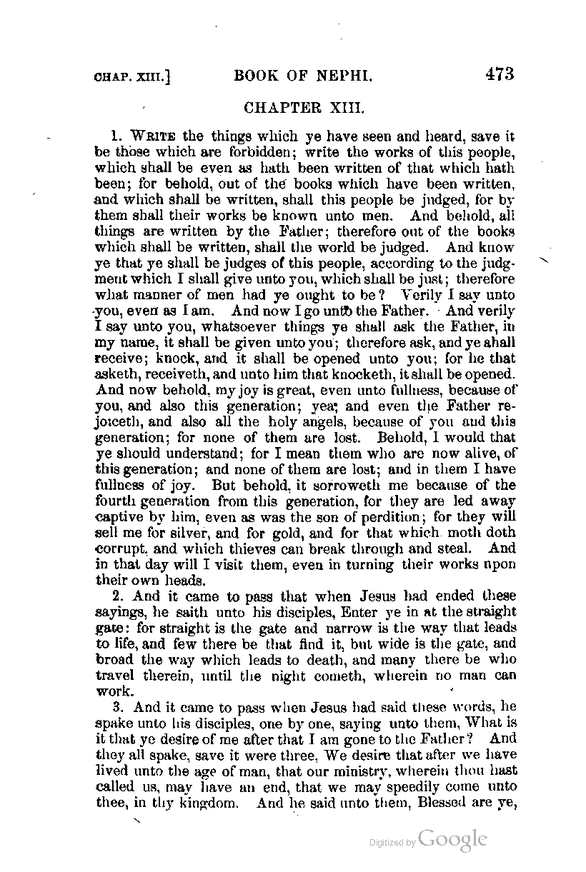 CHAP. XIII.] BOOK OF NEPHI. 473
CHAPTER XIII.
1. WRITE the things which ye have seen and heard, save it
be those which are forbidden; write the works of this people,
which shall be even as hath been written of that which hath
been; for behold, out of the books which have been written,
and which shall be written, shall this people be judged, for by
them shall their works be known unto men. And behold, all
things are written by the Father; therefore out of the books
which shall be written, shall the world be judged. And know
ye that ye shall be judges of this people, according to the judg-
ment which I shall give unto you, which shall be just; therefore
what manner of men had ye ought to be? Verily I say unto
you, even as I am. And now I go unto the Father. And verily
I say unto you, whatsoever things ye shall ask the Father, in
my name, it shall be given unto you; therefore ask, and ye shall
receive; knock, and it shall be opened unto you; for he that
asketh, receiveth, and unto him that knocketh, it shall be opened.
And now behold, my joy is great, even unto fullness, because of
you, and also this generation; yea, and even the Father re-
joiceth, and also all the holy angels, because of you and this
generation; for none of them are lost. Behold, I would that
ye should understand; for I mean them who are now alive, of
this generation; and none of them are lost; and in them I have
fullness of joy. But behold, it sorroweth me because of the
fourth generation from this generation, for they are led away
captive by him, even as was the son of perdition; for they will
sell me for silver, and for gold, and for that which moth doth
corrupt, and which thieves can break through and steal. And
in that day will I visit them, even in turning their works upon
their own heads.
2. And it came to pass that when Jesus had ended these
sayings, he saith unto his disciples, Enter ye in at the straight
gate: for straight is the gate and narrow is the way that leads
to life, and few there be that find it, but wide is the gate, and
broad the way which leads to death, and many there be who
travel therein, until the night cometh, wherein no man can
work.
3. And it came to pass when Jesus had said these words, he
spake unto his disciples, one by one, saying unto them, What is
it that ye desire of me after that I am gone to the Father? And
they all spake, save it were three, We desire that after we have
lived unto the age of man, that our ministry, wherein thou hast
called us, may have an end, that we may speedily come unto
thee, in thy kingdom. And he said unto them, Blessed are ye,
Digitized by Google